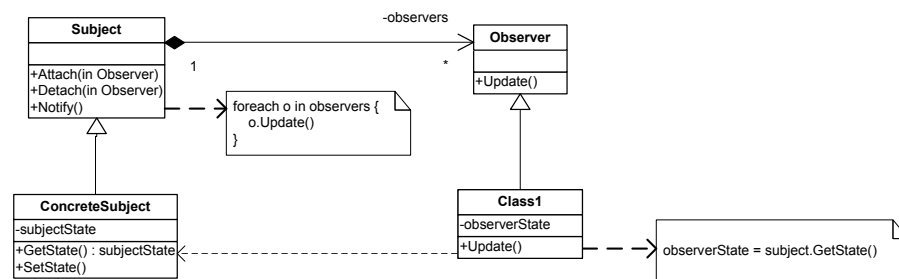 Subject
+Attach(in Observer)
+Detach(in Observer)
+Notify()
-observers
1
*
Observer
+Update()
foreach o in observers {
o.Update()
}
ConcreteSubject
-subjectState
+GetState() : subjectState
+SetState()
Class1
-observerState
+Update()
observerState = subject.GetState()